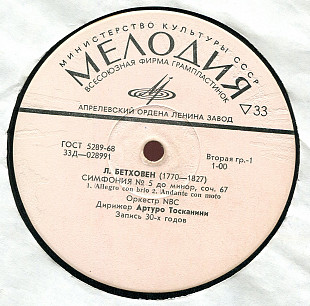 МИНИСТЕРСТВО КУЛЬТУРЫ СССР
МЕЛОДИЯ
ВСЕСОЮЗНАЯ ФИРМА ГРАМПЛАСТИНОК
АПРЕЛЕВСКИЙ ОРДЕНА ЛЕНИНА ЗАВОД
▽33
ГОСТ 5289-68
33Д—028991
Вторая гр.-1
1-00
Л. БЕТХОВЕН (1770—1827)
СИМФОНИЯ № 5 до минор, соч. 67
1. Allegro con brio 2. Andante con moto
Оркестр NBC
Дирижер Артуро Тосканини
Запись 30-х годов